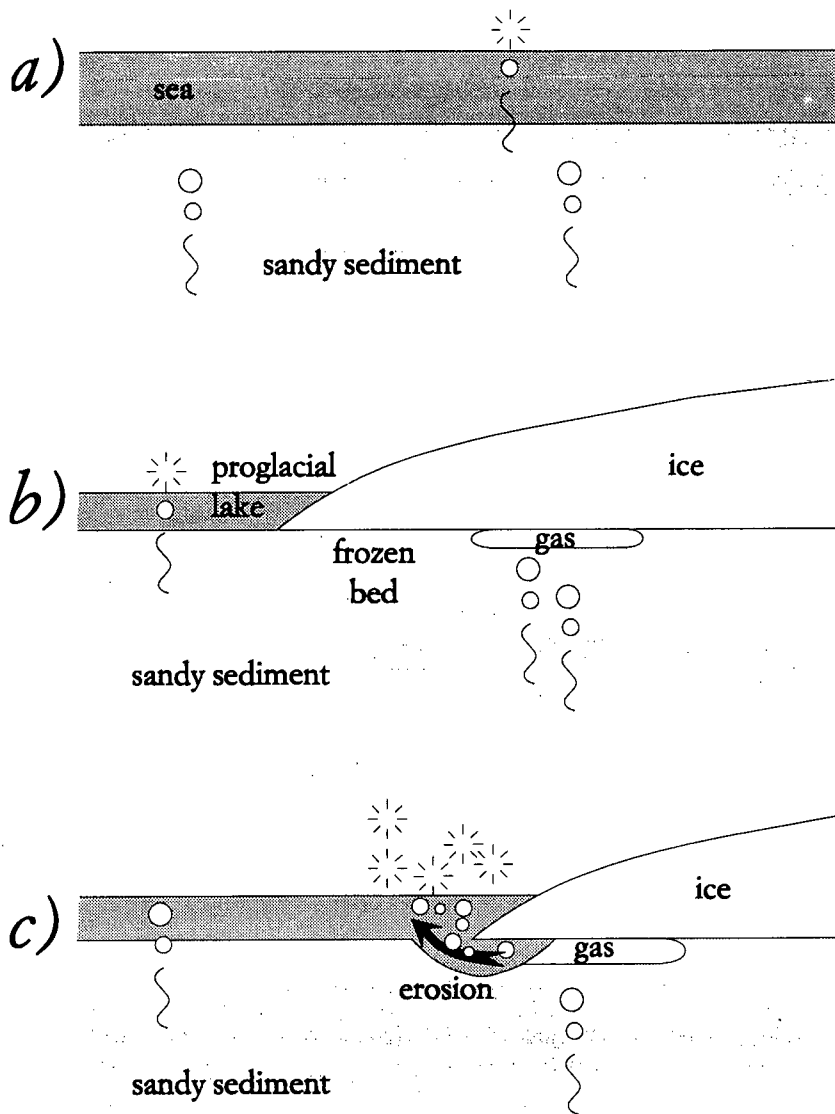 a)
sea
sandy sediment
b)
proglacial
lake
ice
gas
frozen
bed
sandy sediment
c)
ice
gas
erosion
sandy sediment